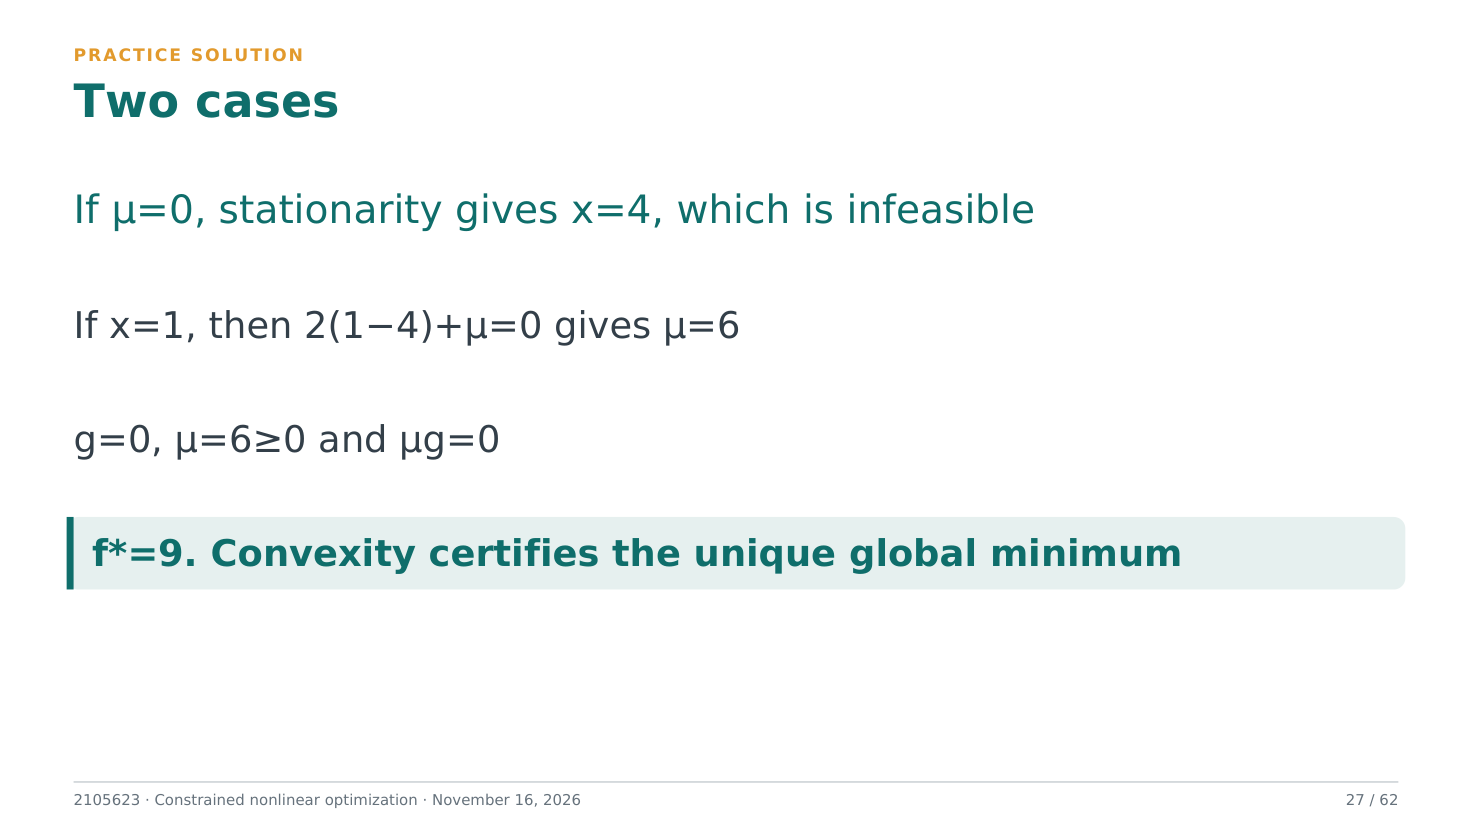 PRACTICE SOLUTION
Two cases
If μ=0, stationarity gives x=4, which is infeasible
If x=1, then 2(1−4)+μ=0 gives μ=6
g=0, μ=6≥0 and μg=0
f*=9. Convexity certifies the unique global minimum
2105623 · Constrained nonlinear optimization · November 16, 2026
27 / 62